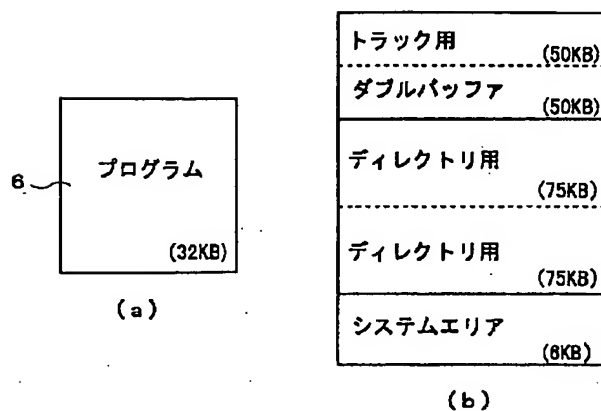 6
プログラム
(32KB)
(a)
トラック用
(50KB)
ダブルバッファ
(50KB)
ディレクトリ用
(75KB)
ディレクトリ用
(75KB)
システムエリア
(6KB)
(b)